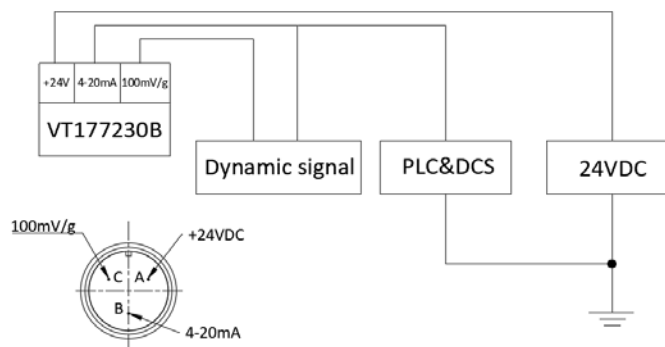 +24V 4-20mA 100mV/g
VT177230B
Dynamic signal
PLC&DCS
24VDC
100mV/g
+24VDC
C A
B
4-20mA